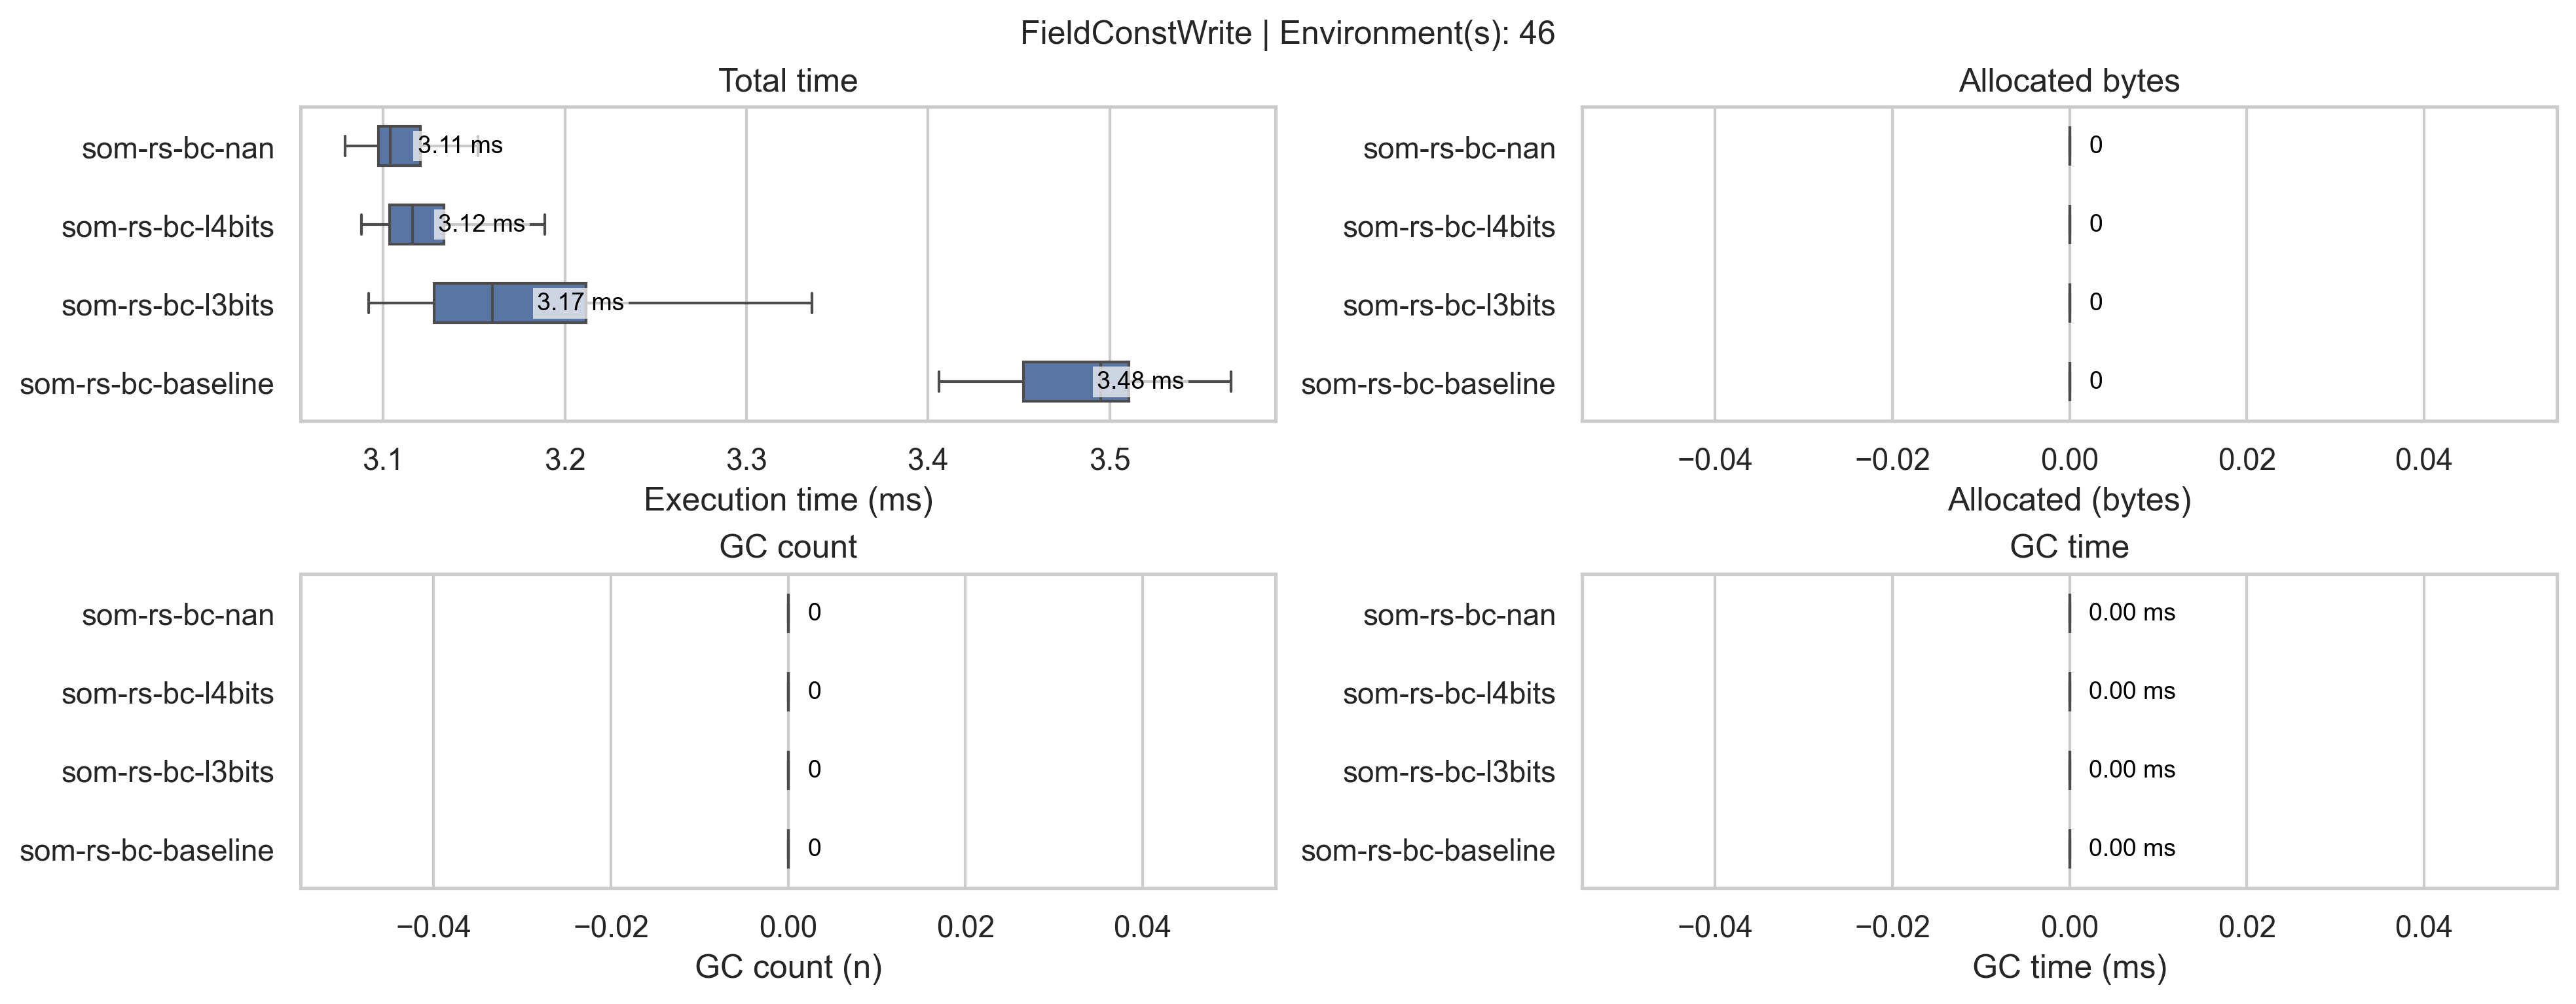 FieldConstWrite | Environment(s): 46
Total time
som-rs-bc-nan
3.11 ms
som-rs-bc-l4bits
3.12 ms
som-rs-bc-l3bits
3.17 ms
som-rs-bc-baseline
3.48 ms
3.1 3.2 3.3 3.4 3.5
Execution time (ms)
Allocated bytes
som-rs-bc-nan
0
som-rs-bc-l4bits
0
som-rs-bc-l3bits
0
som-rs-bc-baseline
0
−0.04 −0.02 0.00 0.02 0.04
Allocated (bytes)
GC count
som-rs-bc-nan
0
som-rs-bc-l4bits
0
som-rs-bc-l3bits
0
som-rs-bc-baseline
0
−0.04 −0.02 0.00 0.02 0.04
GC count (n)
GC time
som-rs-bc-nan
0.00 ms
som-rs-bc-l4bits
0.00 ms
som-rs-bc-l3bits
0.00 ms
som-rs-bc-baseline
0.00 ms
−0.04 −0.02 0.00 0.02 0.04
GC time (ms)